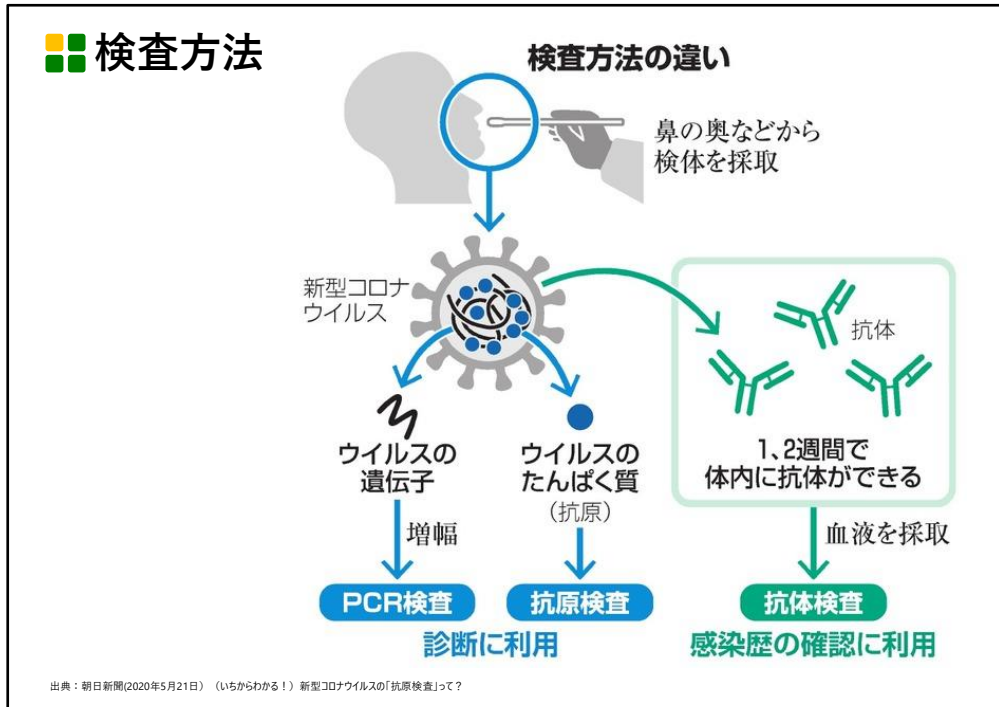 検査方法
検査方法の違い
鼻の奥などから
検体を採取
新型コロナ
ウイルス
抗体
ウイルスの
遺伝子
ウイルスの
たんぱく質
(抗原)
1、2週間で
体内に抗体ができる
増幅
血液を採取
PCR検査
抗原検査
抗体検査
診断に利用
感染歴の確認に利用
出典:朝日新聞(2020年5月21日) (いちからわかる!)新型コロナウイルスの「抗原検査」って?